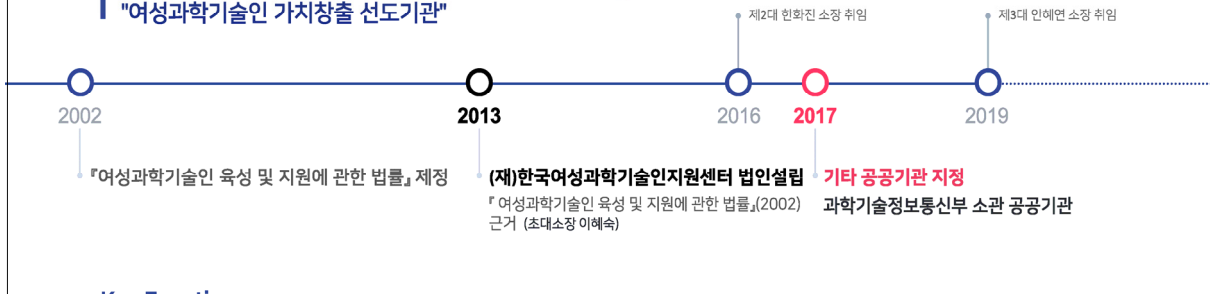 "여성과학기술인 가치창출 선도기관"
제2대 한화진 소장 취임
제3대 안혜연 소장 취임
2002
2013
2016
2017
2019
『여성과학기술인 육성 및 지원에 관한 법률』 제정
(재)한국여성과학기술인지원센터 법인설립
『 여성과학기술인 육성 및 지원에 관한 법률』(2002)
근거 (초대소장 이혜숙)
기타 공공기관 지정
과학기술정보통신부 소관 공공기관